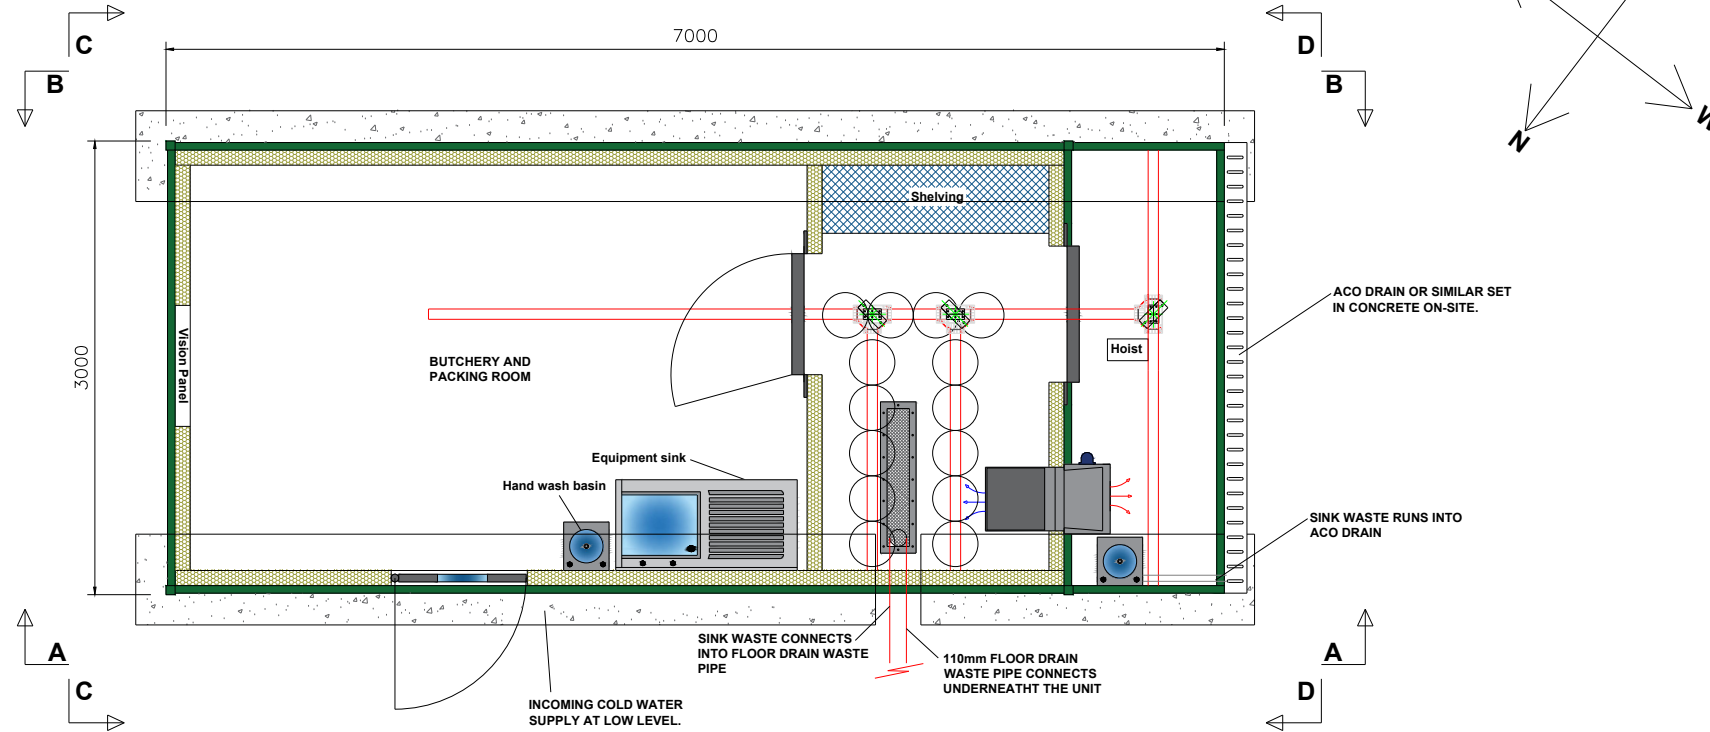 C
7000
D
B
B
N
W
Shelving
ACO DRAIN OR SIMILAR SET
IN CONCRETE ON-SITE.
Vision Panel
Hoist
3000
BUTCHERY AND
PACKING ROOM
Equipment sink
Hand wash basin
SINK WASTE RUNS INTO
ACO DRAIN
SINK WASTE CONNECTS
INTO FLOOR DRAIN WASTE
PIPE
110mm FLOOR DRAIN
WASTE PIPE CONNECTS
UNDERNEATHT THE UNIT
A
A
C
D
INCOMING COLD WATER
SUPPLY AT LOW LEVEL.